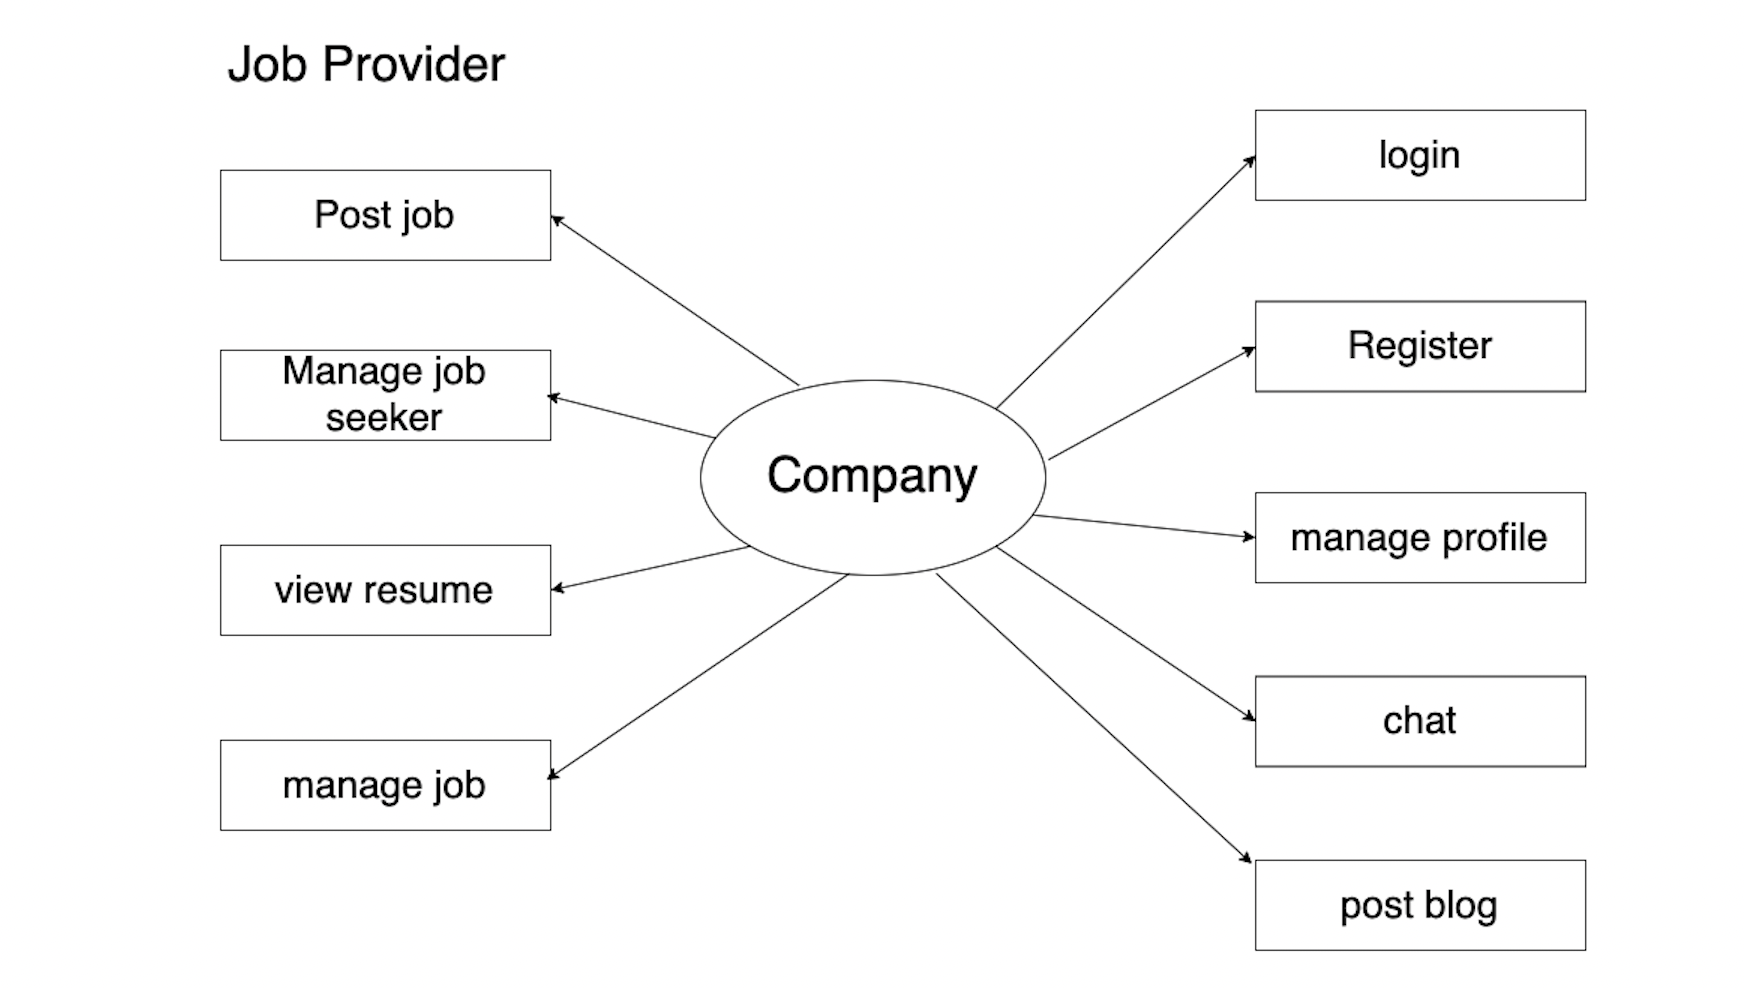 Job Provider
Post job
Manage job
seeker
view resume
manage job
Company
login
Register
manage profile
chat
post blog